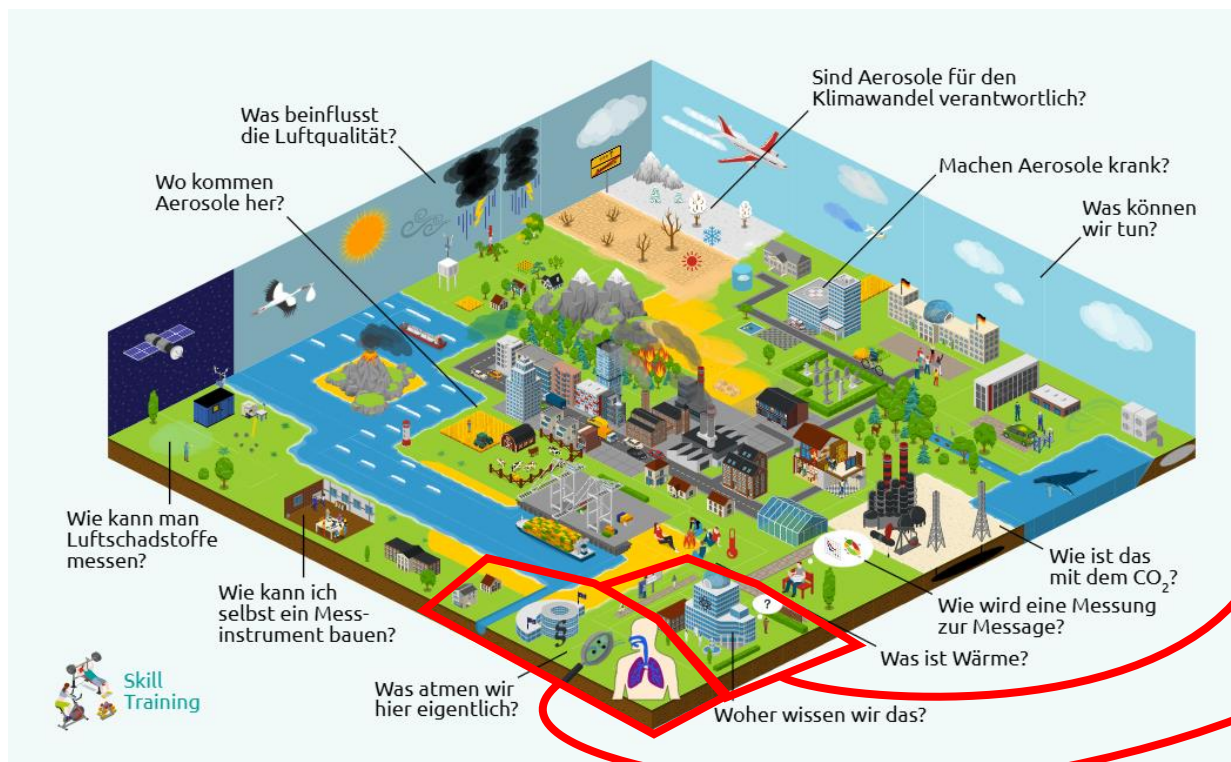 Sind Aerosole für den
Klimawandel verantwortlich?
Was beinflusst
die Luftqualität?
Machen Aerosole krank?
Wo kommen
Aerosole her?
Was können
wir tun?
Wie kann man
Luftschadstoffe
messen?
Wie kann ich
selbst ein Mess-
instrument bauen?
Wie ist das
mit dem CO₂?
Wie wird eine Messung
zur Message?
?
Was ist Wärme?
Was atmen wir
hier eigentlich?
Woher wissen wir das?
Skill
Training